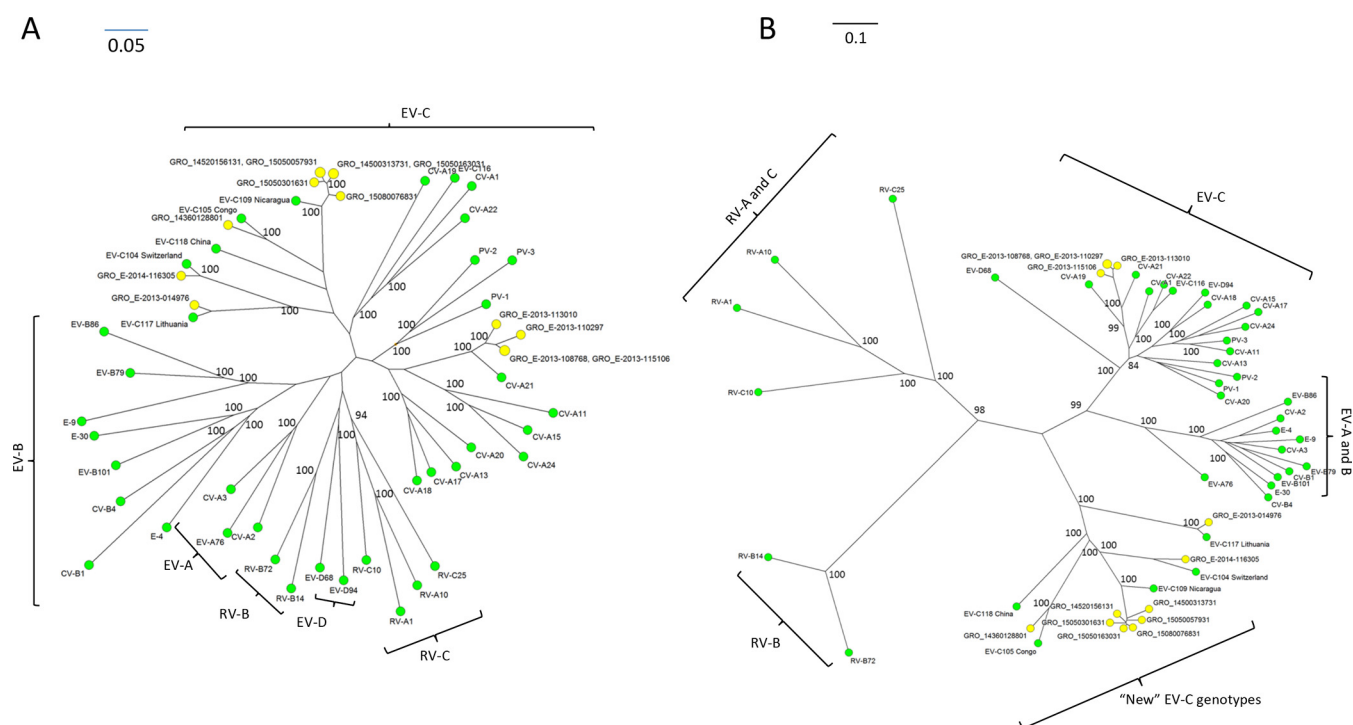 A
0.05
EV-C
GRO_14520156131, GRO_15050057931
GRO_14500313731, GRO_15050163031
CV-A19
EV-C116
CV-A1
GRO_15050301631
100
GRO_15080076831
EV-C109 Nicaragua
100
CV-A22
EV-C105 Congo
GRO_14360128801
100
EV-C118 China
PV-2
PV-3
EV-C104 Switzerland
100
GRO_E-2014-116305
100
GRO_E-2013-014976
PV-1
100
EV-C117 Lithuania
GRO_E-2013-113010
GRO_E-2013-110297
100
100
EV-B86
100
100
GRO_E-2013-108768, GRO_E-2013-115106
EV-B79
100
100
CV-A21
100
EV-B
E-9
100
100
94
100
CV-A11
E-30
100
CV-A15
EV-B101
100
CV-A20
CV-A24
CV-A3
CV-A13
CV-A17
CV-A18
CV-B4
100
100
100
E-4
EV-A76
CV-A2
CV-B1
EV-A
RV-B72
RV-B14
EV-D68
EV-D94
RV-C10
RV-C25
RV-A10
RV-A1
RV-B
EV-D
RV-C
B
0.1
RV-A and C
RV-C25
EV-C
RV-A10
GRO_E-2013-108768, GRO_E-2013-110297
GRO_E-2013-113010
GRO_E-2013-115106
CV-A21
EV-D68
CV-A19
CV-A22
CV-A1
EV-C116
EV-D94
CV-A18
CV-A15
CV-A17
RV-A1
100
99
100
100
CV-A24
PV-3
100
CV-A11
CV-A13
84
100
PV-2
PV-1
CV-A20
RV-C10
100
100
98
99
EV-A and B
EV-B86
CV-A2
100
100
E-4
E-9
CV-A3
100
EV-B79
CV-B1
EV-B101
E-30
CV-B4
EV-A76
100
GRO_E-2013-014976
100
EV-C117 Lithuania
100
100
GRO_E-2014-116305
EV-C104 Switzerland
RV-B14
100
100
EV-C109 Nicaragua
EV-C118 China
100
GRO_14520156131
GRO_14500313731
GRO_15050301631
GRO_15050057931
GRO_14360128801
GRO_15050163031
GRO_15080076831
EV-C105 Congo
RV-B
RV-B72
"New" EV-C genotypes